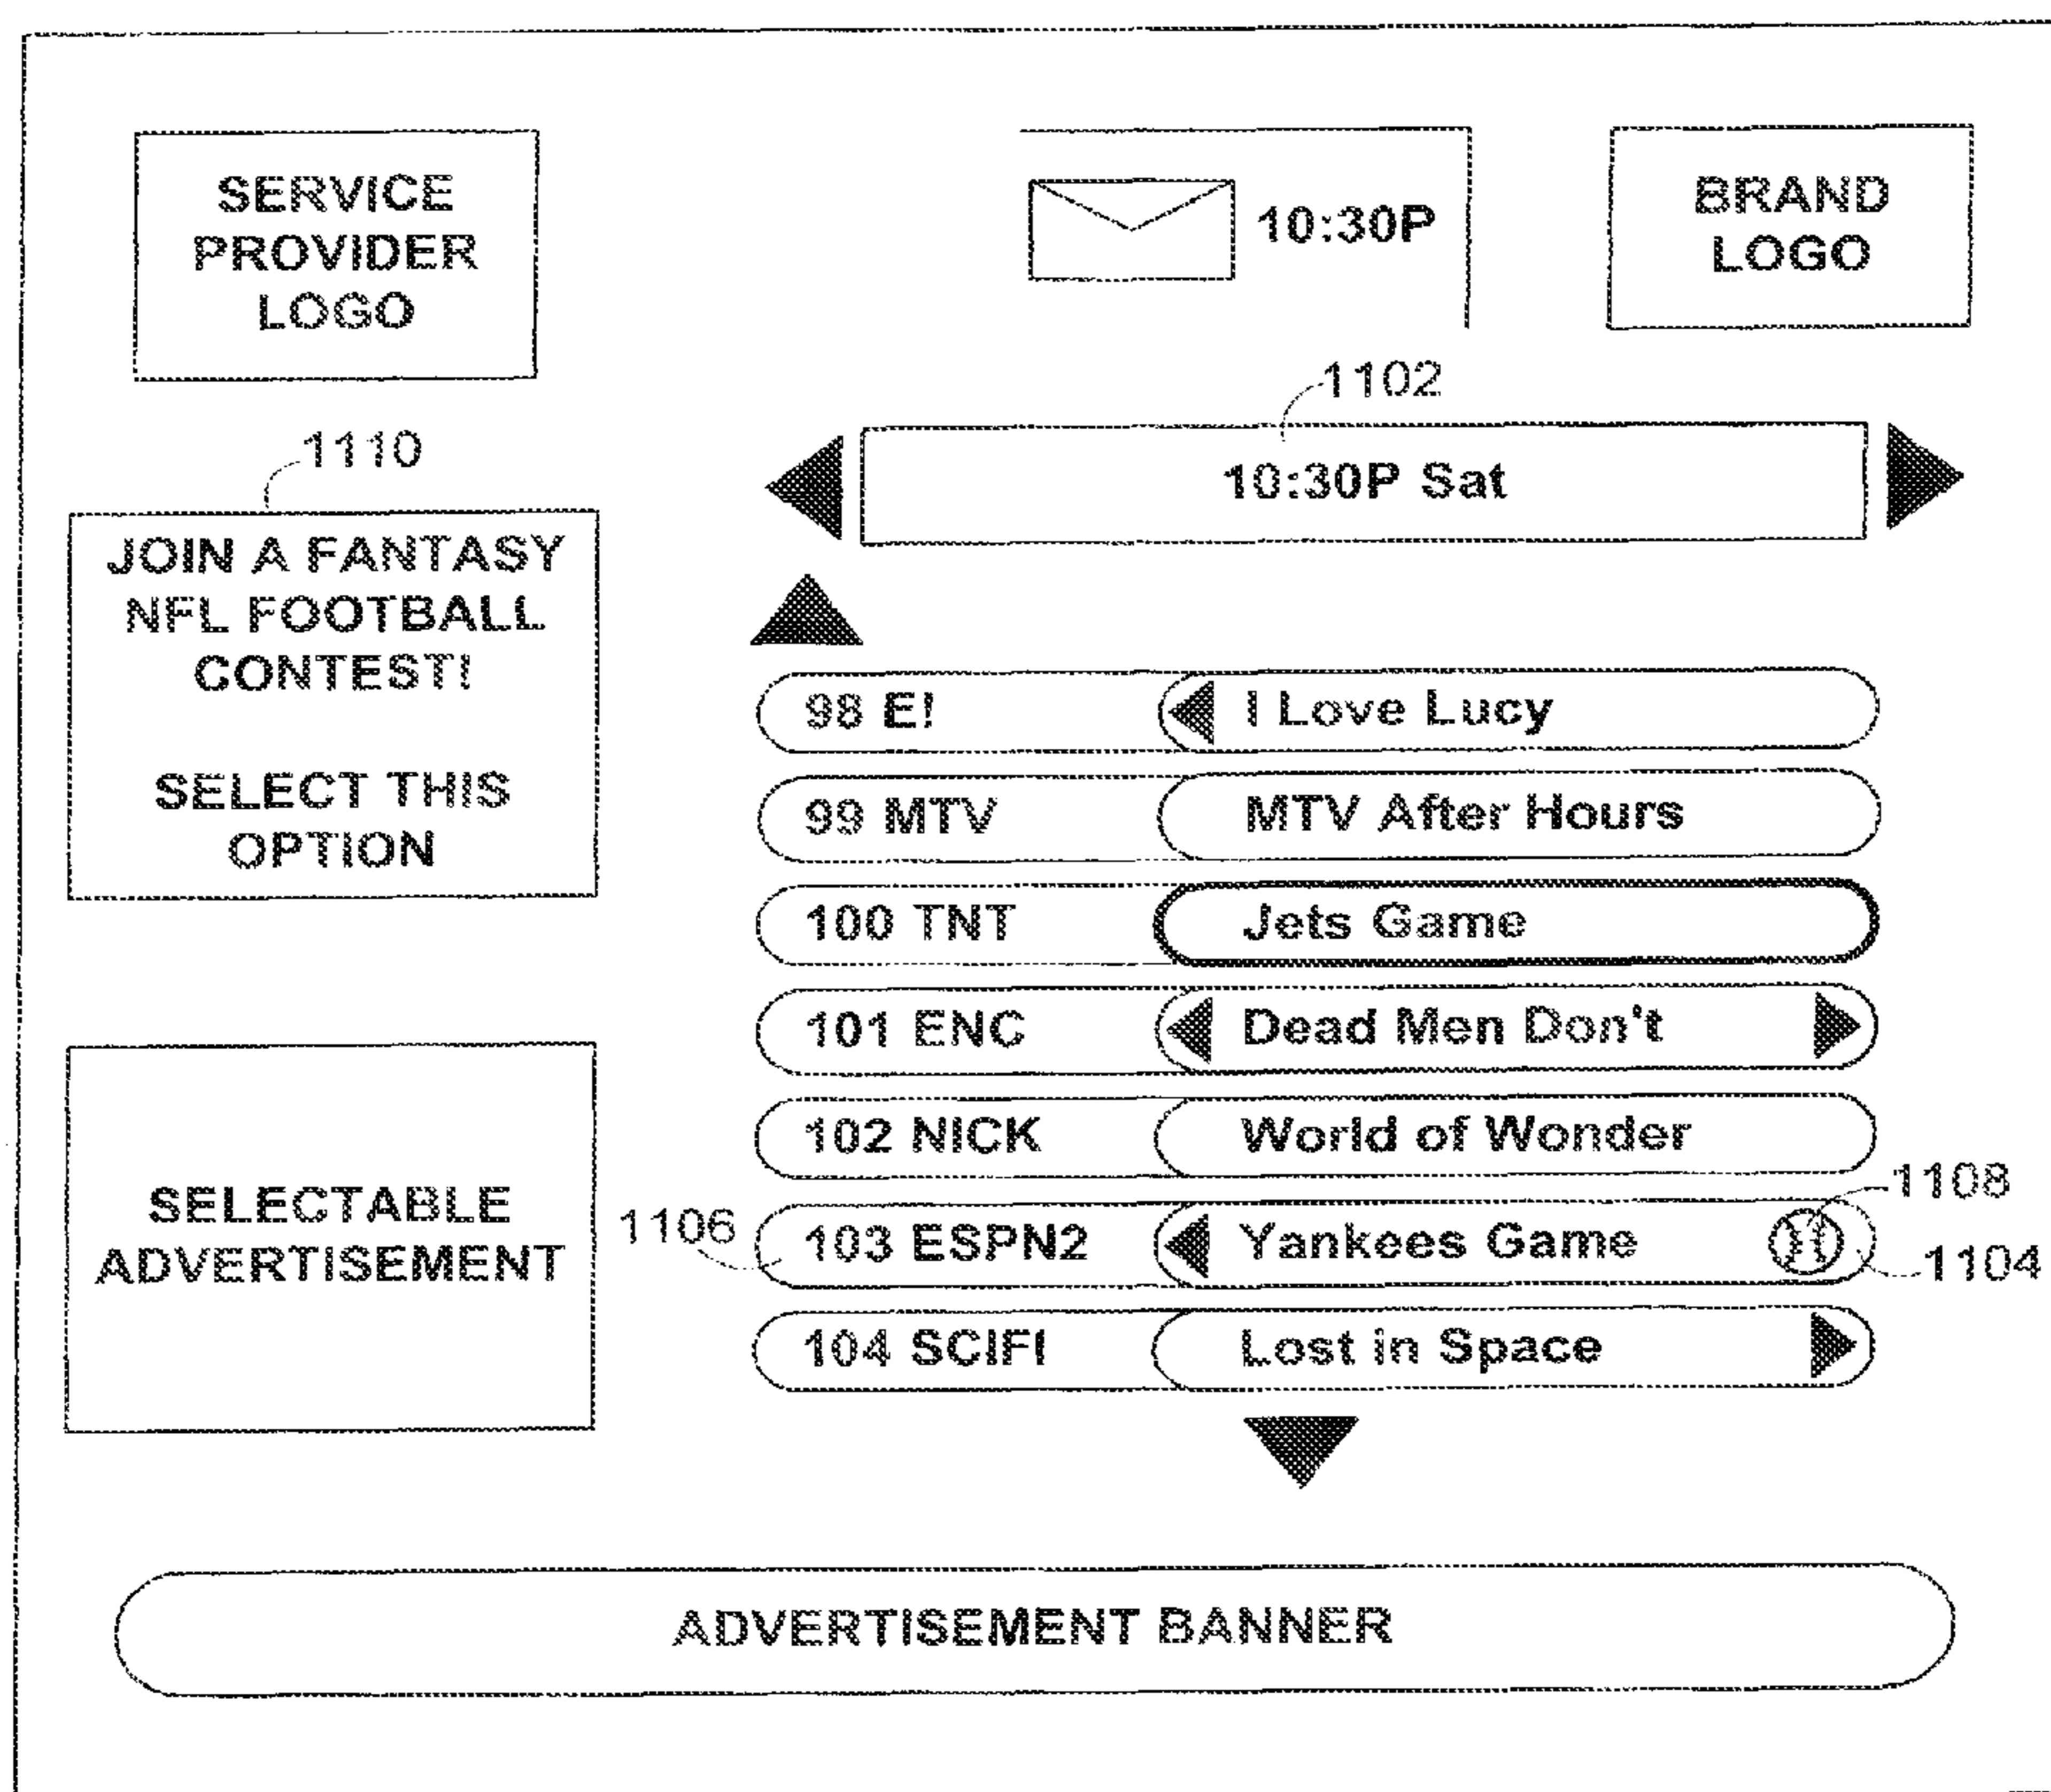 SERVICE
PROVIDER
LOGO
10:30P
BRAND
LOGO
1102
10:30P Sat
1110
JOIN A FANTASY
NFL FOOTBALL
CONTEST!
SELECT THIS
OPTION
98 E! I Love Lucy
99 MTV MTV After Hours
100 TNT Jets Game
101 ENC Dead Men Don't
102 NICK World of Wonder
1108
SELECTABLE
ADVERTISEMENT
1106
103 ESPN2 Yankees Game
1104
104 SCIFI Lost in Space
ADVERTISEMENT BANNER